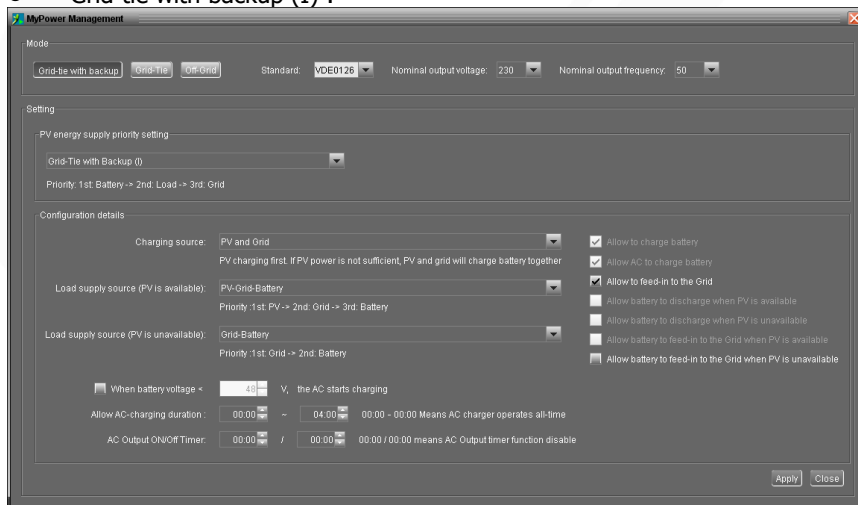 Grid-tie with backup (I) :
MyPower Management
Mode
Grid-tie with backup Grid-Tie Off-Grid Standard: VDE0126 Nominal output voltage: 230 Nominal output frequency: 50
Setting
PV energy supply priority setting
Grid-Tie with Backup (I)
Priority: 1st: Battery -> 2nd: Load -> 3rd: Grid
Configuration details
Charging source: PV and Grid
PV charging first. If PV power is not sufficient, PV and grid will charge battery together
Load supply source (PV is available): PV-Grid-Battery
Priority :1st: PV -> 2nd: Grid -> 3rd: Battery
Load supply source (PV is unavailable): Grid-Battery
Priority :1st: Grid -> 2nd: Battery
Allow to charge battery
Allow AC to charge battery
Allow to feed-in to the Grid
Allow battery to discharge when PV is available
Allow battery to discharge when PV is unavailable
Allow battery to feed-in to the Grid when PV is available
Allow battery to feed-in to the Grid when PV is unavailable
When battery voltage < 48 V, the AC starts charging
Allow AC-charging duration : 00:00 – 04:00 00:00 - 00:00 Means AC charger operates all-time
AC Output ON/Off Timer: 00:00 / 00:00 00:00 / 00:00 means AC Output timer function disable
Apply Close